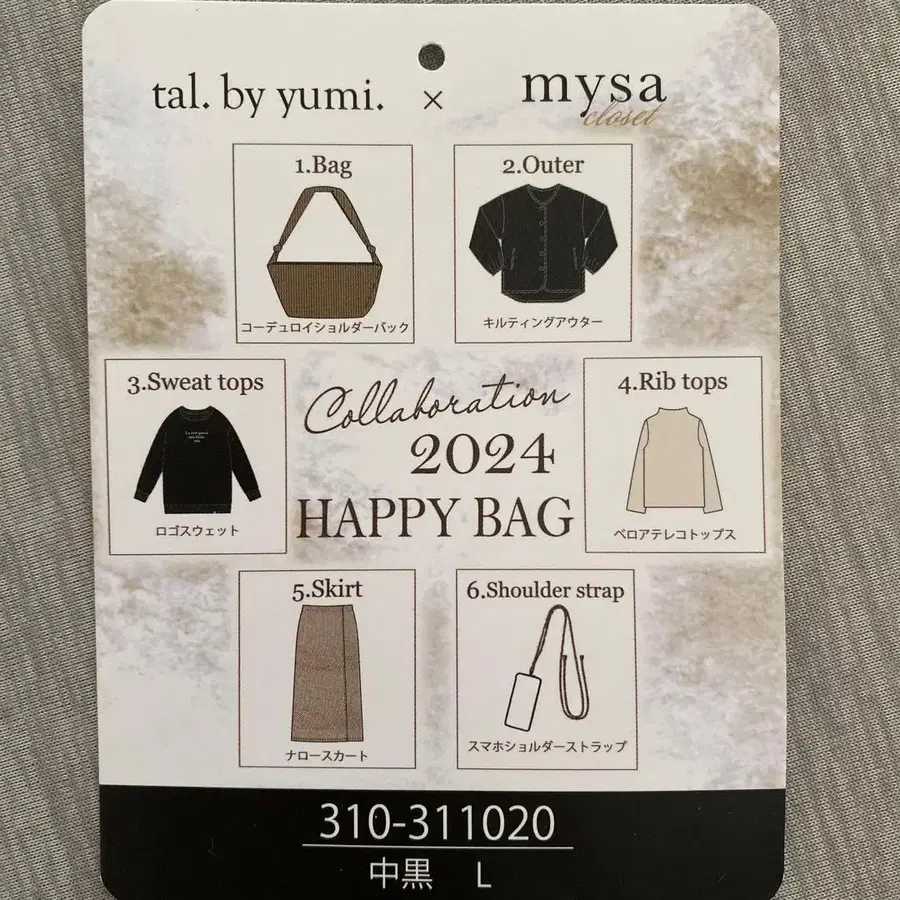 tal. by yumi. × mysa
closet
1.Bag
コーデュロイショルダーバック
2.Outer
キルティングアウター
3.Sweat tops
ロゴスウェット
Collaboration
2024
HAPPY BAG
4.Rib tops
ベロアテレコトップス
5.Skirt
ナロースカート
6.Shoulder strap
スマホショルダーストラップ
310-311020
中黒 L